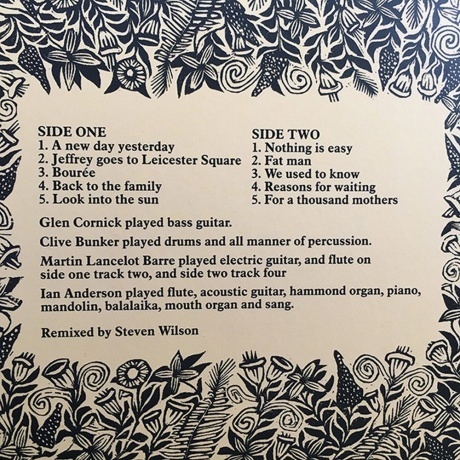 SIDE ONE
1. A new day yesterday
2. Jeffrey goes to Leicester Square
3. Bourée
4. Back to the family
5. Look into the sun
SIDE TWO
1. Nothing is easy
2. Fat man
3. We used to know
4. Reasons for waiting
5. For a thousand mothers
Glen Cornick played bass guitar.
Clive Bunker played drums and all manner of percussion.
Martin Lancelot Barre played electric guitar, and flute on
side one track two, and side two track four
Ian Anderson played flute, acoustic guitar, hammond organ, piano,
mandolin, balalaika, mouth organ and sang.
Remixed by Steven Wilson